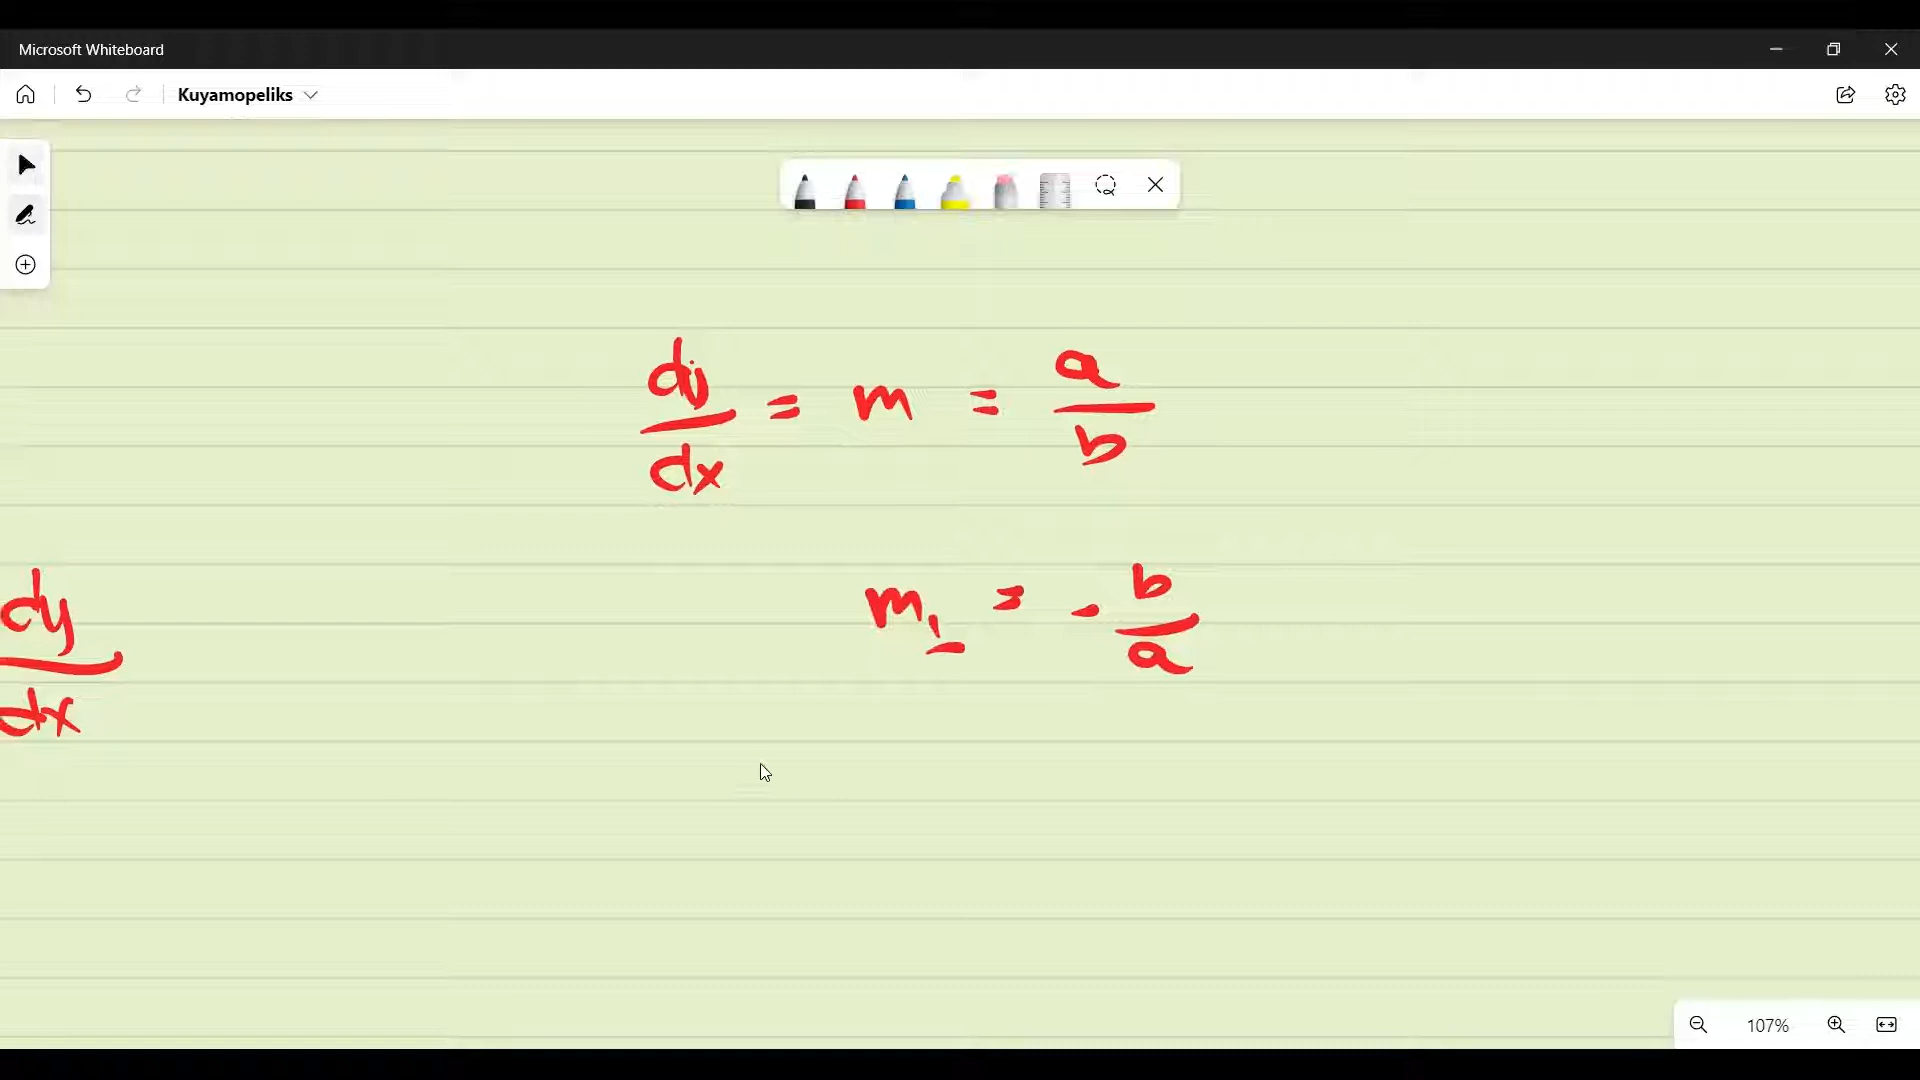 Microsoft Whiteboard
Kuyamopeliks
dy/dx = m = a/b
m₁ = - b/a
dy/dx
107%